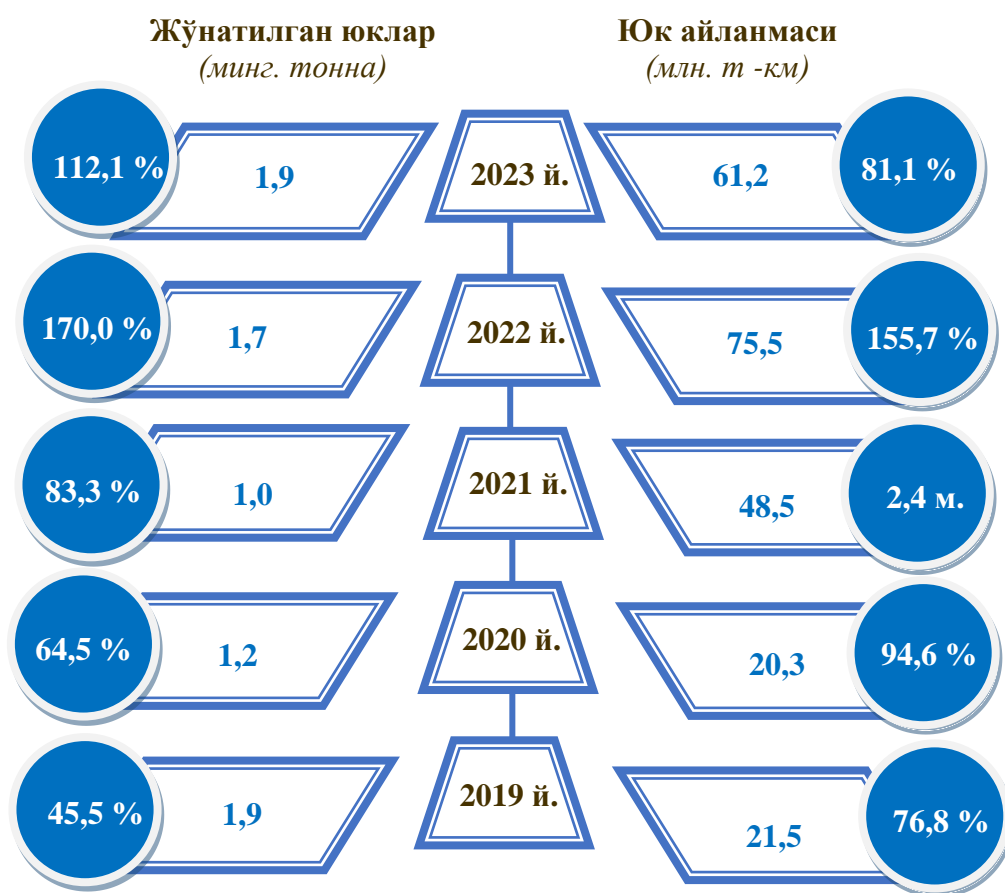 Жўнатилган юклар
(минг. тонна)
Юк айланмаси
(млн. т -км)
112,1 %
1,9
2023 й.
61,2
81,1 %
170,0 %
1,7
2022 й.
75,5
155,7 %
83,3 %
1,0
2021 й.
48,5
2,4 м.
64,5 %
1,2
2020 й.
20,3
94,6 %
45,5 %
1,9
2019 й.
21,5
76,8 %